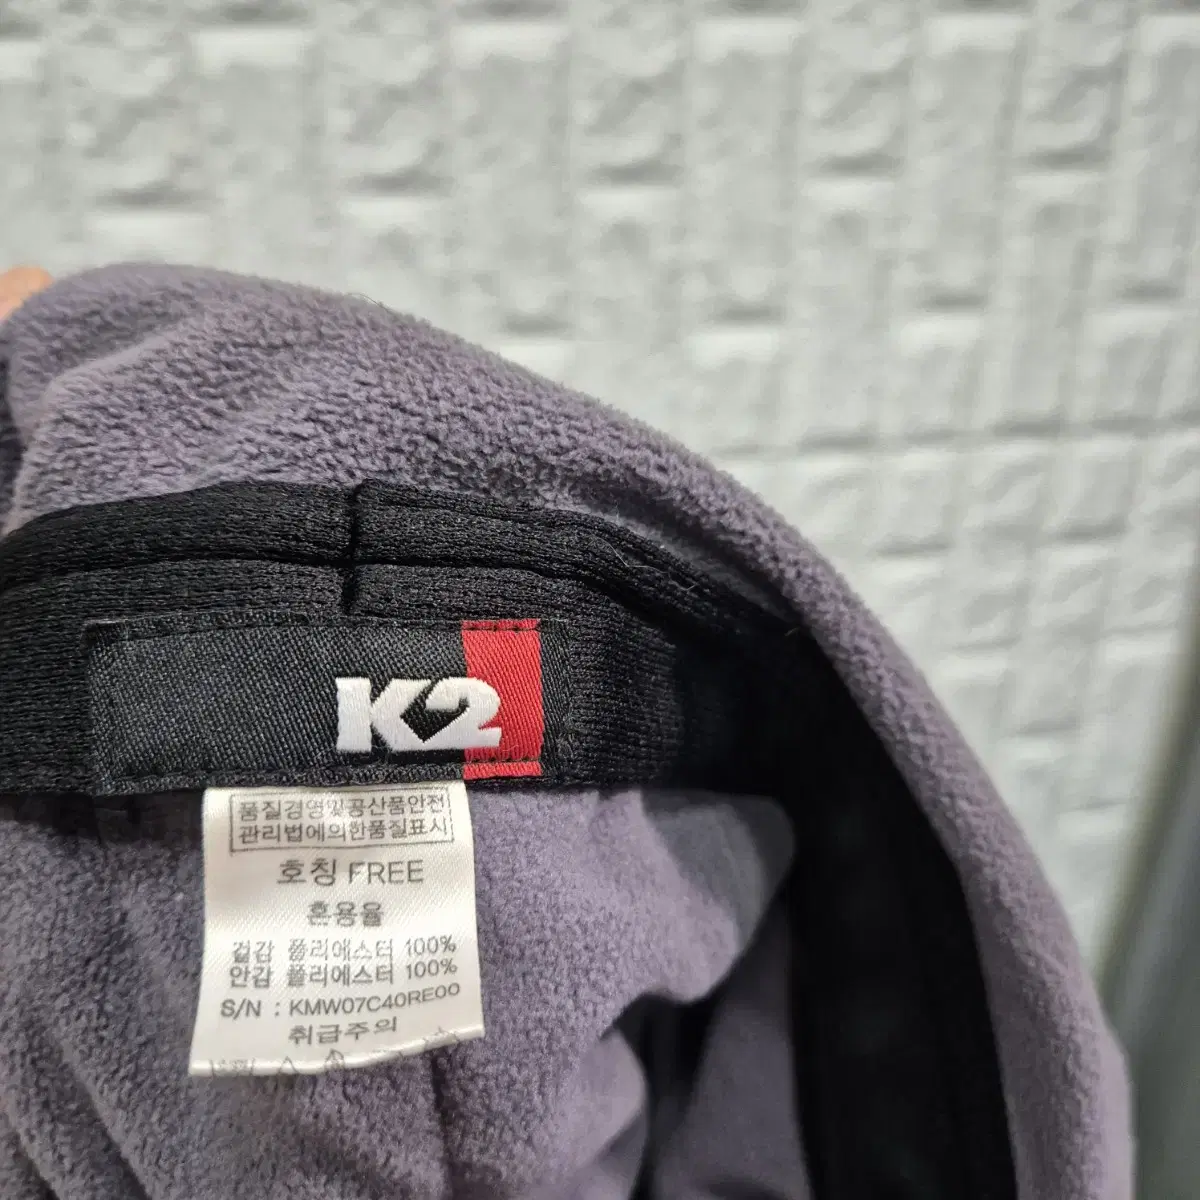 K2
품질경영및공산품안전
관리법에의한품질표시
호칭 FREE
혼용율
겉감 폴리에스터 100%
안감 폴리에스터 100%
S/N : KMW07C40RE00
취급주의